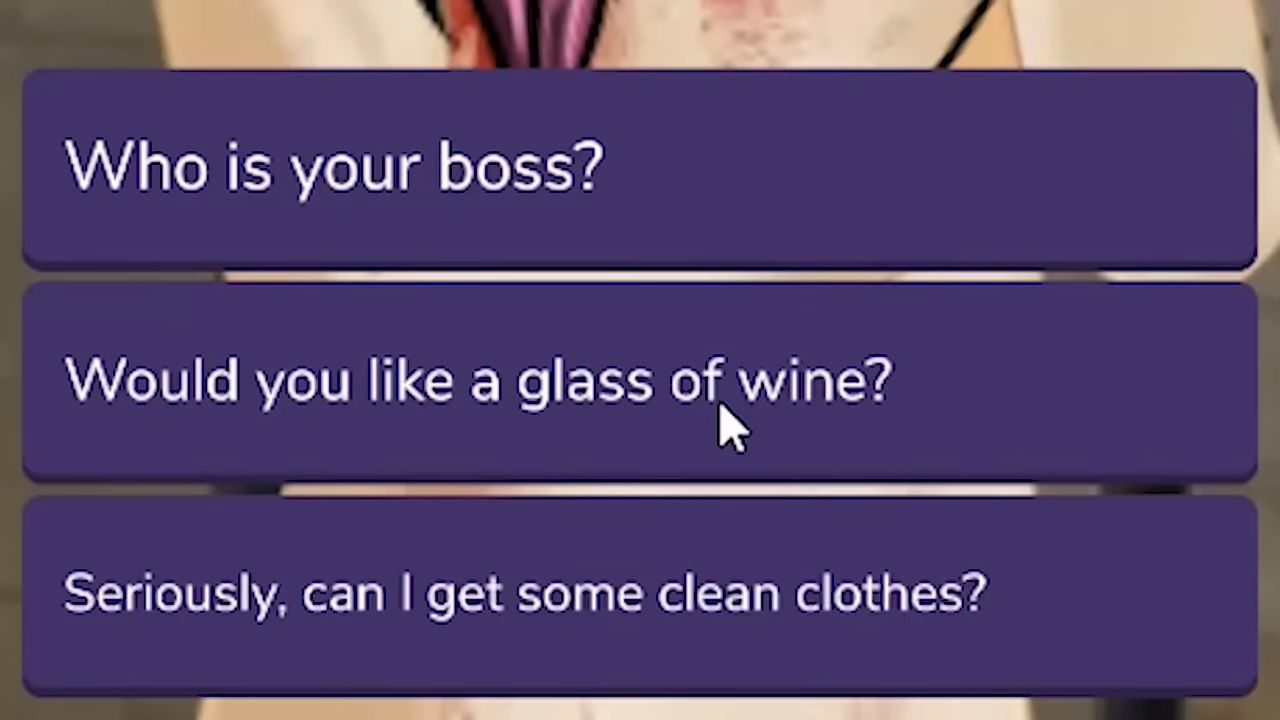 Who is your boss?
Would you like a glass of wine?
Seriously, can I get some clean clothes?